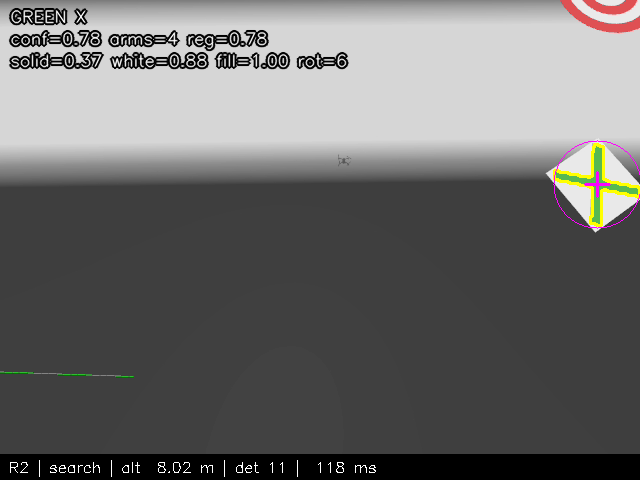 GREEN X
conf=0.78 arms=4 reg=0.78
solid=0.37 white=0.88 fill=1.00 rot=6
R2 | search | alt 8.02 m | det 11 | 118 ms